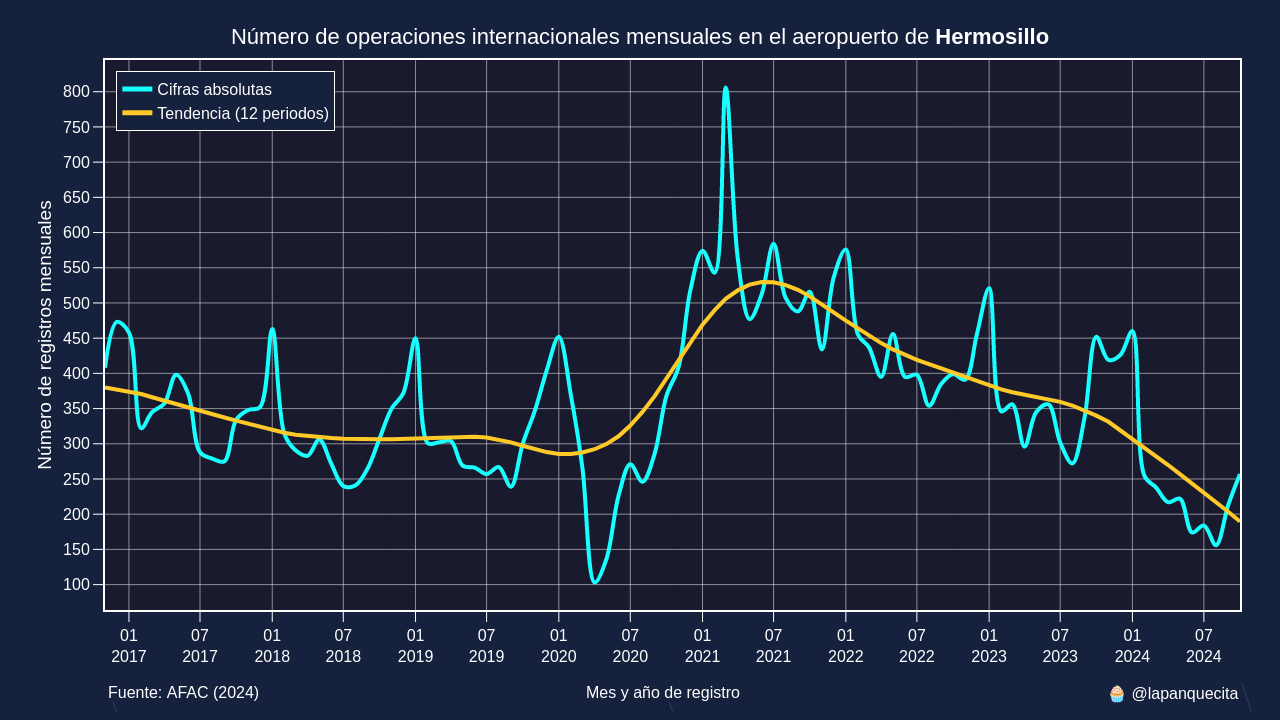 Número de operaciones internacionales mensuales en el aeropuerto de Hermosillo
Cifras absolutas
Tendencia (12 periodos)
Número de registros mensuales
800
750
700
650
600
550
500
450
400
350
300
250
200
150
100
01 07 01 07 01 07 01 07 01 07 01 07 01 07 01 07
2017 2017 2018 2018 2019 2019 2020 2020 2021 2021 2022 2022 2023 2023 2024 2024
Fuente: AFAC (2024)
Mes y año de registro
🧁 @lapanquecita